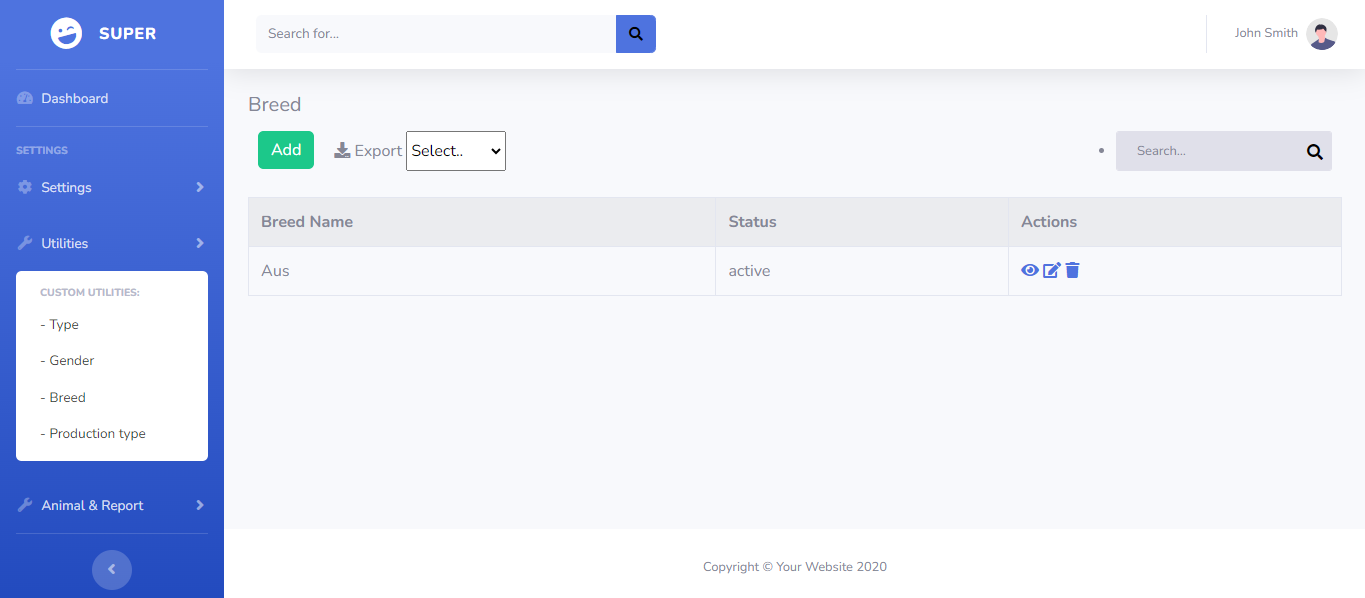 SUPER
Search for...
John Smith
Dashboard
SETTINGS
Settings
Utilities
CUSTOM UTILITIES:
- Type
- Gender
- Breed
- Production type
Animal & Report
Breed
Add
Export
Select..
Search...
Breed Name Status Actions
Aus active
Copyright © Your Website 2020